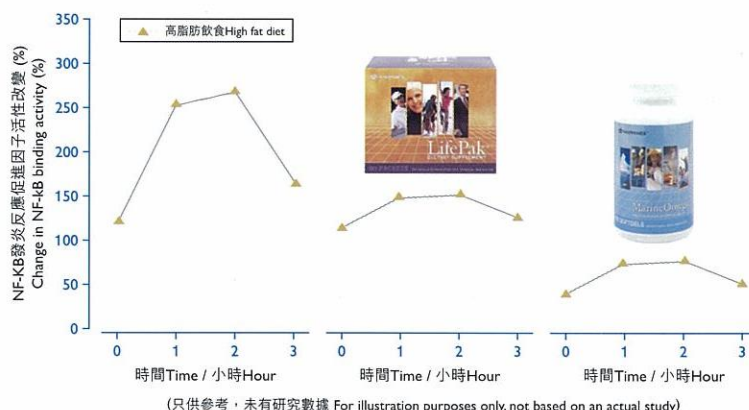 350
300
250
200
150
100
50
0
NF-KB發炎反應促進因子活性改變 (%)
Change in NF-kB binding activity (%)
高脂肪飲食High fat diet
LifePak
DIETARY SUPPLEMENT
MarineOmega
0 1 2 3
時間Time / 小時Hour
0 1 2 3
時間Time / 小時Hour
0 1 2 3
時間Time / 小時Hour
(只供參考，未有研究數據 For illustration purposes only, not based on an actual study)